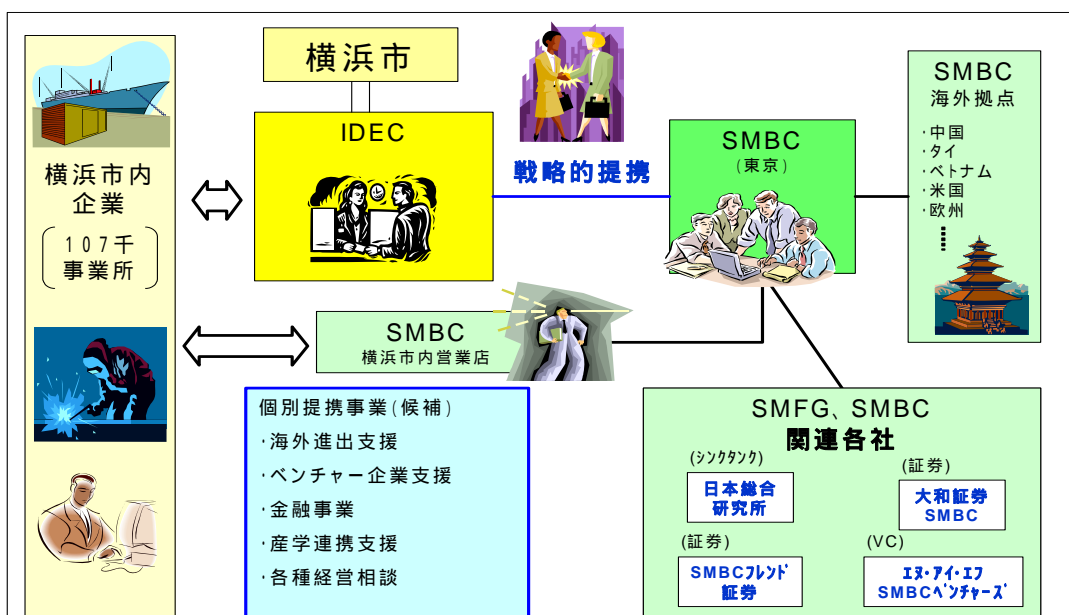 横浜市内
企業
107千
事業所
横浜市
IDEC
戦略的提携
SMBC
(東京)
SMBC
海外拠点
・中国
・タイ
・ベトナム
・米国
・欧州
SMBC
横浜市内営業店
個別提携事業(候補)
・海外進出支援
・ベンチャー企業支援
・金融事業
・産学連携支援
・各種経営相談
SMFG、SMBC
関連各社
(ｼﾝｸﾀﾝｸ)
日本総合
研究所
(証券)
大和証券
SMBC
(証券)
SMBCﾌﾚﾝﾄﾞ
証券
(VC)
ｴﾇ・ｱｲ・ｴﾌ
SMBCﾍﾞﾝﾁｬｰｽﾞ